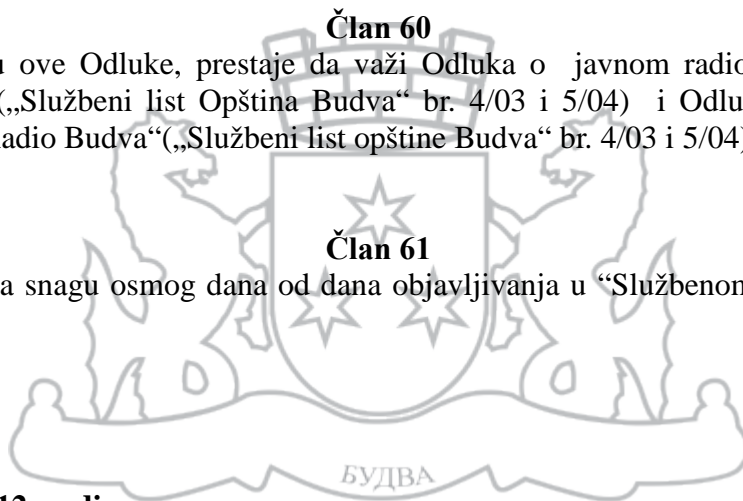 Član 60
u ove Odluke, prestaje da važi Odluka o javnom radio
(„Službeni list Opština Budva“ br. 4/03 i 5/04) i Odlu
adio Budva“(„Službeni list opštine Budva“ br. 4/03 i 5/04)
Član 61
a snagu osmog dana od dana objavljivanja u “Službenom
БУДВА